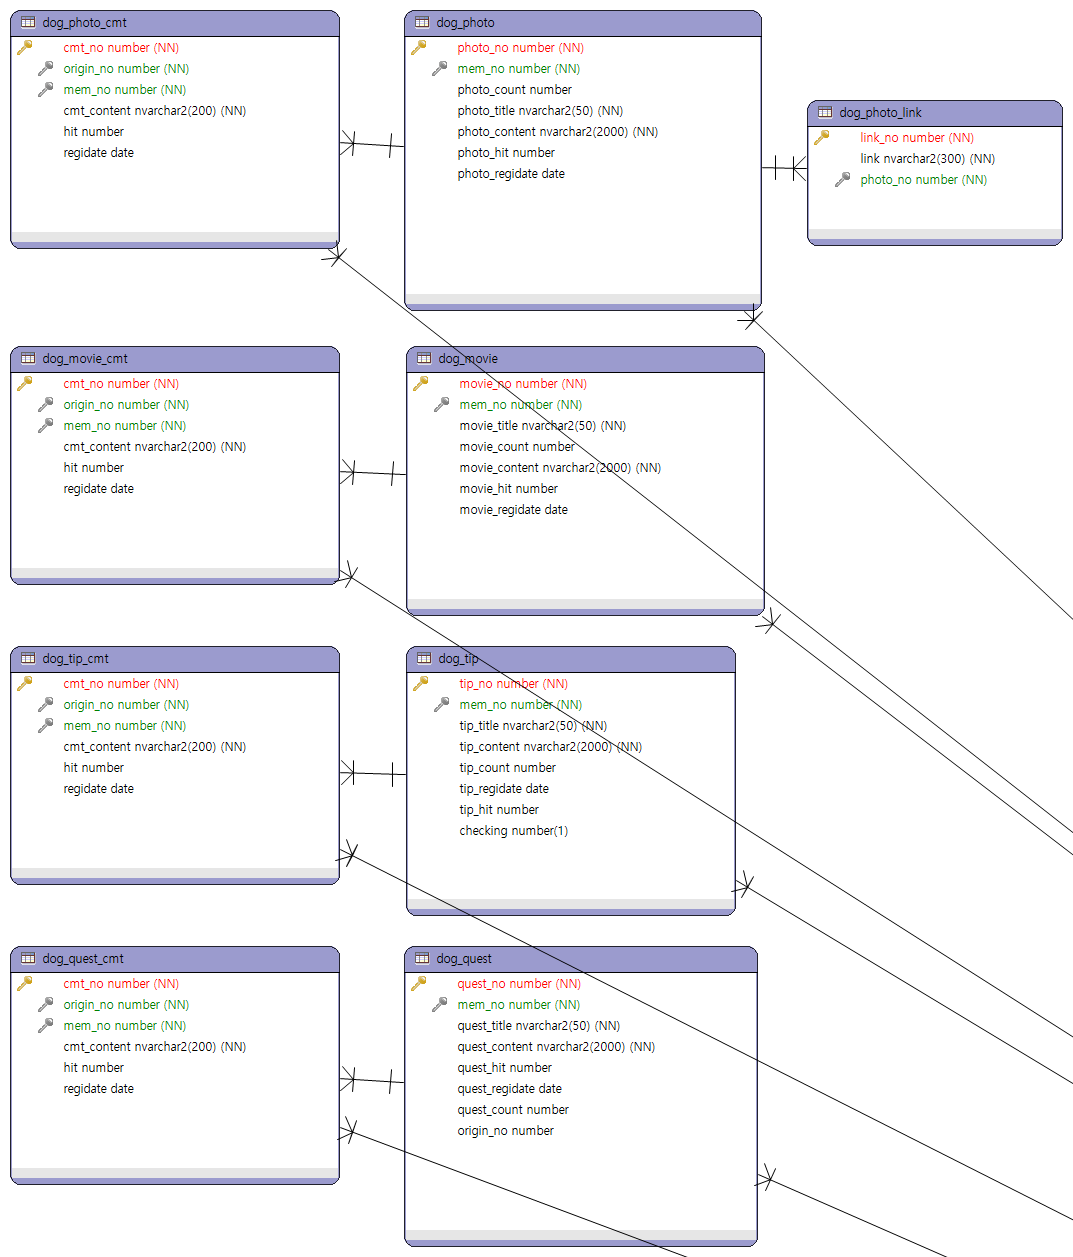 dog_photo_cmt
cmt_no number (NN)
origin_no number (NN)
mem_no number (NN)
cmt_content nvarchar2(200) (NN)
hit number
regidate date
dog_photo
photo_no number (NN)
mem_no number (NN)
photo_count number
photo_title nvarchar2(50) (NN)
photo_content nvarchar2(2000) (NN)
photo_hit number
photo_regidate date
dog_photo_link
link_no number (NN)
link nvarchar2(300) (NN)
photo_no number (NN)
dog_movie_cmt
cmt_no number (NN)
origin_no number (NN)
mem_no number (NN)
cmt_content nvarchar2(200) (NN)
hit number
regidate date
dog_movie
movie_no number (NN)
mem_no number (NN)
movie_title nvarchar2(50) (NN)
movie_count number
movie_content nvarchar2(2000) (NN)
movie_hit number
movie_regidate date
dog_tip_cmt
cmt_no number (NN)
origin_no number (NN)
mem_no number (NN)
cmt_content nvarchar2(200) (NN)
hit number
regidate date
dog_tip
tip_no number (NN)
mem_no number (NN)
tip_title nvarchar2(50) (NN)
tip_content nvarchar2(2000) (NN)
tip_count number
tip_regidate date
tip_hit number
checking number(1)
dog_quest_cmt
cmt_no number (NN)
origin_no number (NN)
mem_no number (NN)
cmt_content nvarchar2(200) (NN)
hit number
regidate date
dog_quest
quest_no number (NN)
mem_no number (NN)
quest_title nvarchar2(50) (NN)
quest_content nvarchar2(2000) (NN)
quest_hit number
quest_regidate date
quest_count number
origin_no number